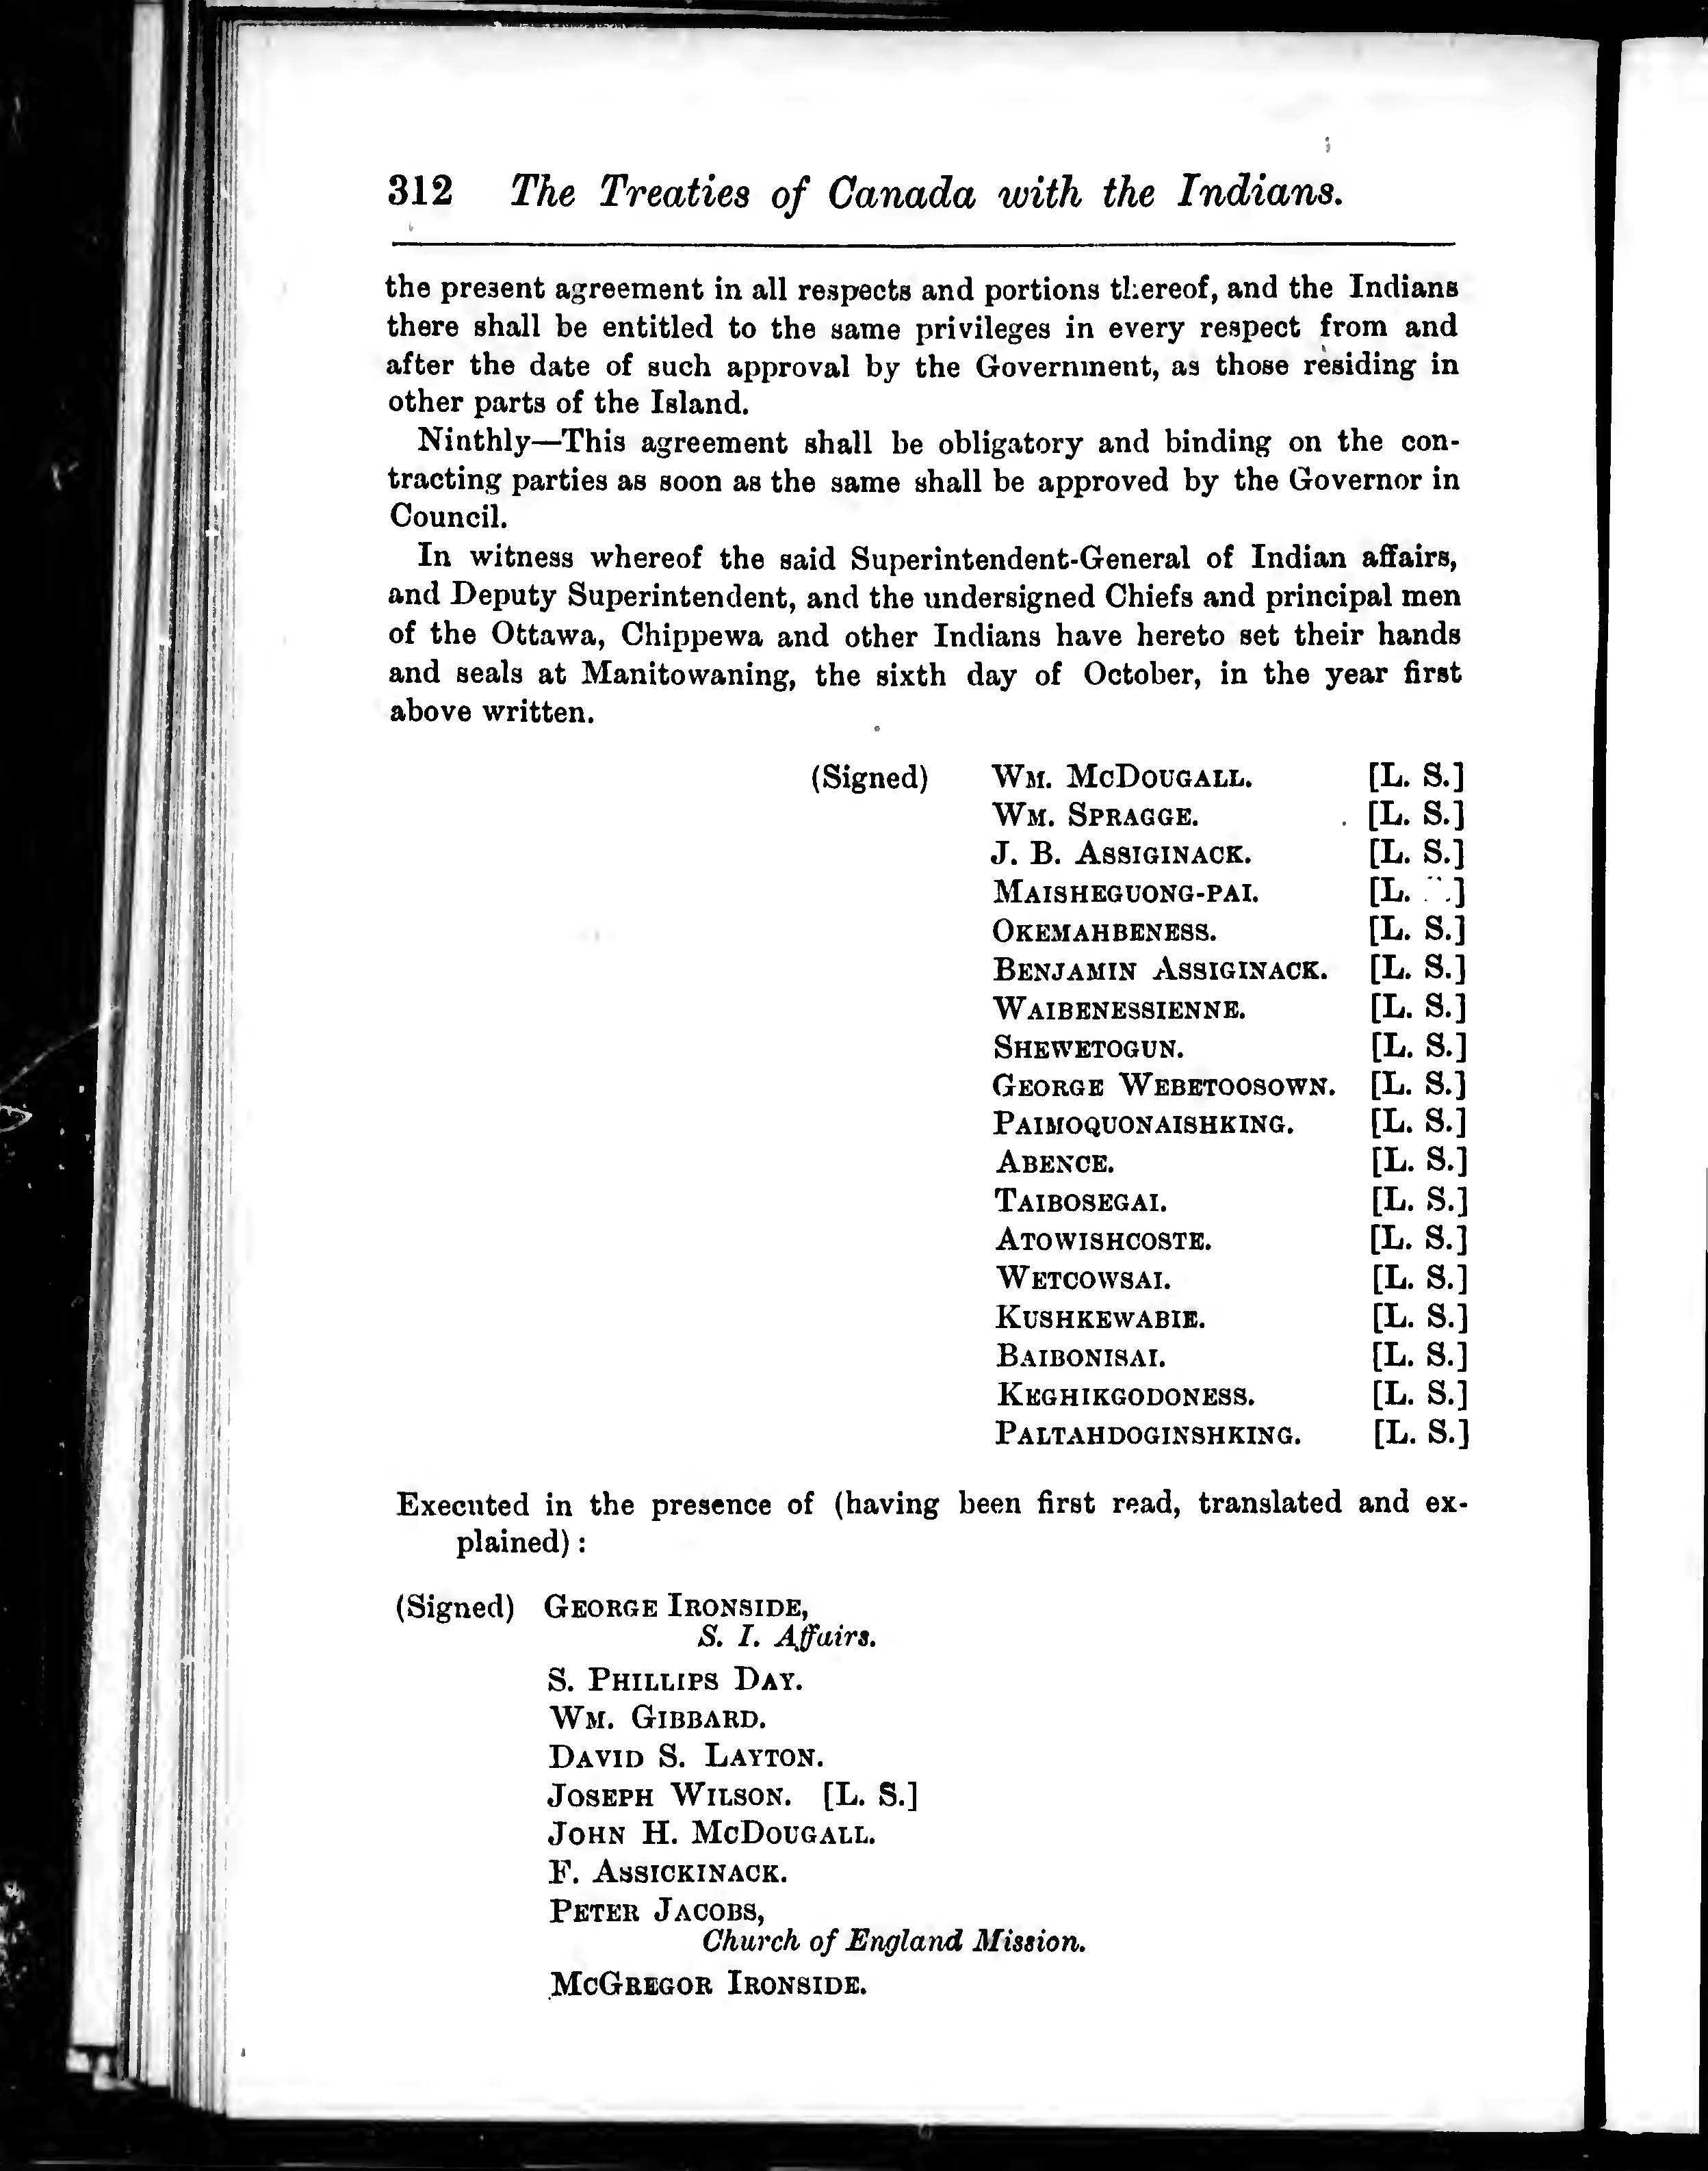 312 The Treaties of Canada with the Indians.
the present agreement in all respects and portions thereof, and the Indians
there shall be entitled to the same privileges in every respect from and
after the date of such approval by the Government, as those residing in
other parts of the Island.
Ninthly—This agreement shall be obligatory and binding on the con-
tracting parties as soon as the same shall be approved by the Governor in
Council.
In witness whereof the said Superintendent-General of Indian affairs,
and Deputy Superintendent, and the undersigned Chiefs and principal men
of the Ottawa, Chippewa and other Indians have hereto set their hands
and seals at Manitowaning, the sixth day of October, in the year first
above written.
(Signed) WM. MCDOUGALL. [L. S.]
WM. SPRAGGE. [L. S.]
J. B. ASSIGINACK. [L. S.]
MAISHEGUONG-PAI. [L. .]
OKEMAHBENESS. [L. S.]
BENJAMIN ASSIGINACK. [L. S.]
WAIBENESSIENNE. [L. S.]
SHEWETOGUN. [L. S.]
GEORGE WEBETOOSOWN. [L. S.]
PAIMOQUONAISHKING. [L. S.]
ABENCE. [L. S.]
TAIBOSEGAI. [L. S.]
ATOWISHCOSTE. [L. S.]
WETCOWSAI. [L. S.]
KUSHKEWABIE. [L. S.]
BAIBONISAI. [L. S.]
KEGHIKGODONESS. [L. S.]
PALTAHDOGINSHKING. [L. S.]
Executed in the presence of (having been first read, translated and ex-
plained) :
(Signed) GEORGE IRONSIDE,
S. I. Affairs.
S. PHILLIPS DAY.
WM. GIBBARD.
DAVID S. LAYTON.
JOSEPH WILSON. [L. S.]
JOHN H. MCDOUGALL.
F. ASSICKINACK.
PETER JACOBS,
Church of England Mission.
MCGREGOR IRONSIDE.